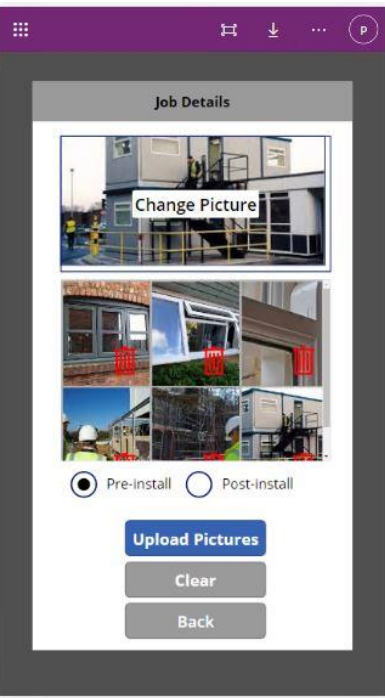 P
Job Details
Change Picture
Pre-install Post-install
Upload Pictures
Clear
Back